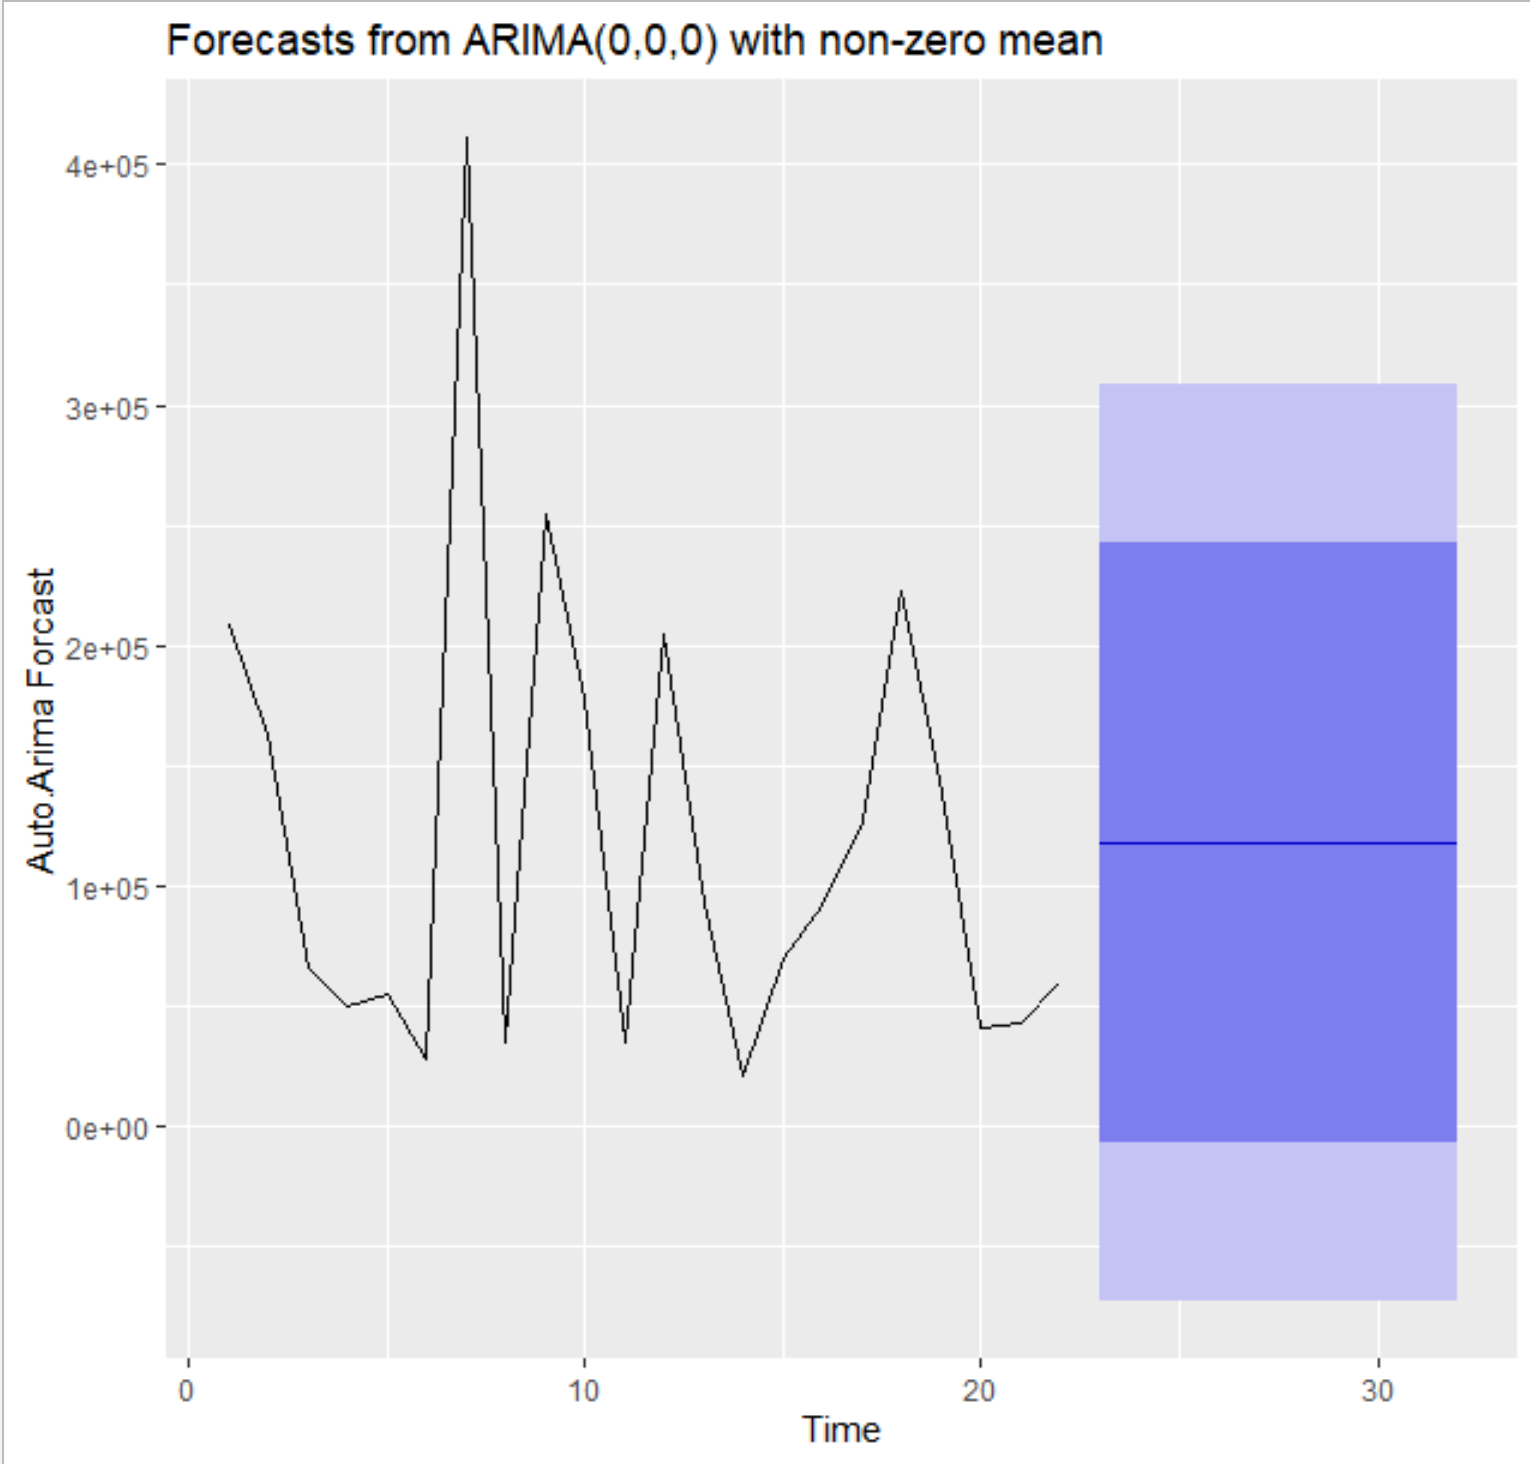 Forecasts from ARIMA(0,0,0) with non-zero mean
Auto.Arima Forcast
4e+05
3e+05
2e+05
1e+05
0e+00
0
10
20
30
Time